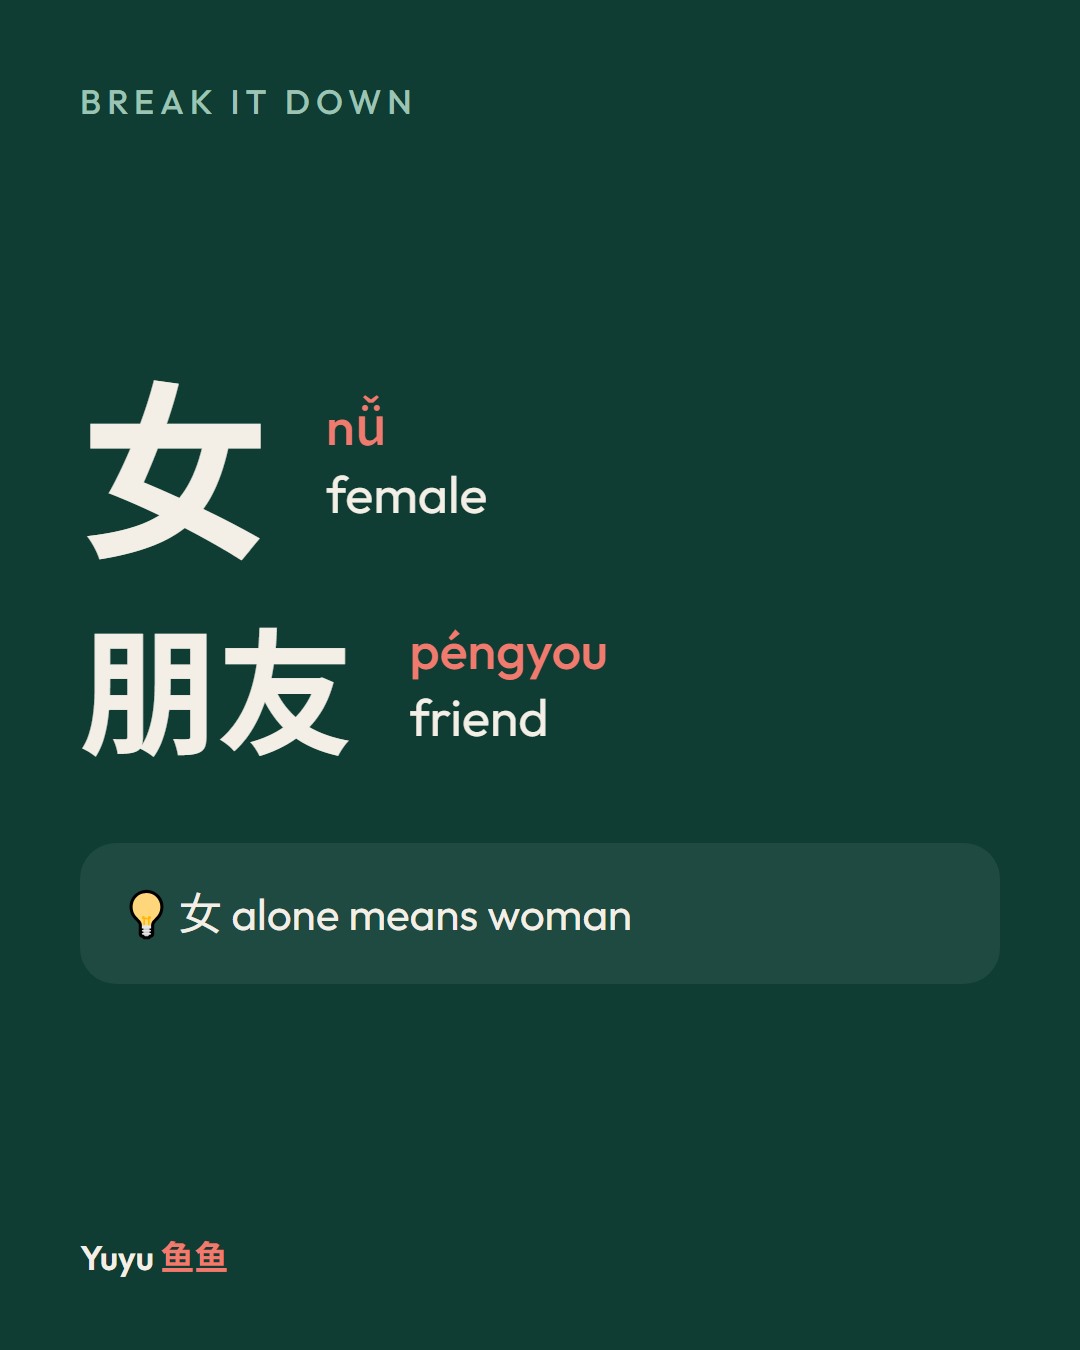 BREAK IT DOWN
女
nǚ
female
朋友
péngyou
friend
💡 女 alone means woman
Yuyu 鱼鱼